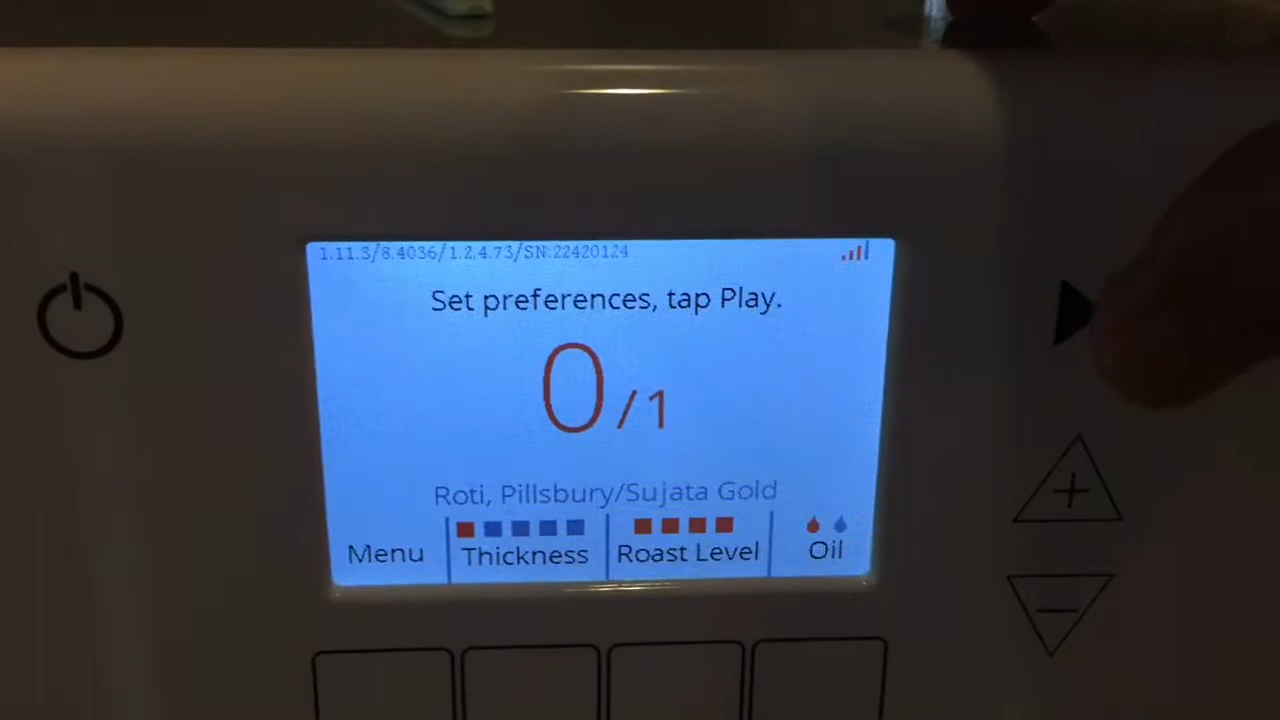 1.11.3/8.4036/1.2.4.73/SN:22420124
Set preferences, tap Play.
0/1
Roti, Pillsbury/Sujata Gold
Menu Thickness Roast Level Oil